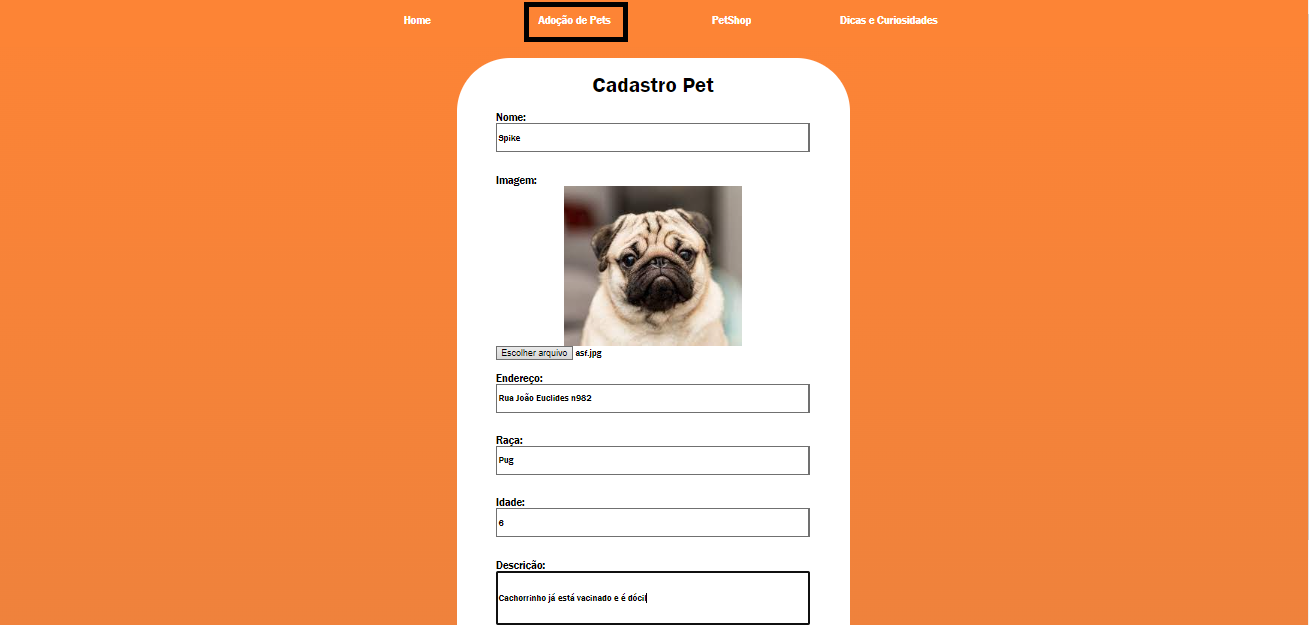 Home Adoção de Pets PetShop Dicas e Curiosidades
Cadastro Pet
Nome:
Spike
Imagem:
Escolher arquivo asf.jpg
Endereço:
Rua João Euclides n982
Raça:
Pug
Idade:
6
Descrição:
Cachorrinho já está vacinado e é dócil